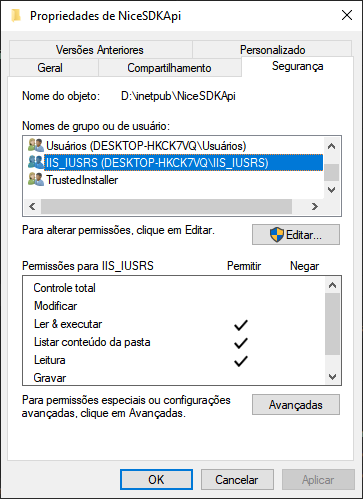 Propriedades de NiceSDKApi
Versões Anteriores
Personalizado
Geral
Compartilhamento
Segurança
Nome do objeto: D:\inetpub\NiceSDKApi
Nomes de grupo ou de usuário:
Usuários (DESKTOP-HKCK7VQ\Usuários)
IIS_IUSRS (DESKTOP-HKCK7VQ\IIS_IUSRS)
TrustedInstaller
Para alterar permissões, clique em Editar.
Editar...
Permissões para IIS_IUSRS Permitir Negar
Controle total
Modificar
Ler & executar
Listar conteúdo da pasta
Leitura
Gravar
Para permissões especiais ou configurações
avançadas, clique em Avançadas.
Avançadas
OK
Cancelar
Aplicar